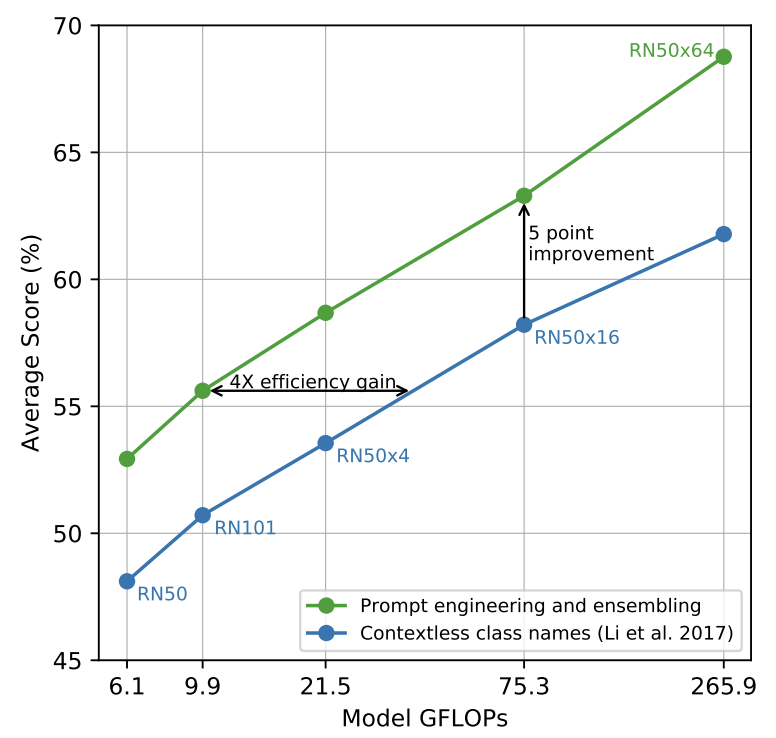 70
65
60
55
50
45
Average Score (%)
RN50x64
5 point
improvement
RN50x16
4X efficiency gain
RN50x4
RN101
RN50
Prompt engineering and ensembling
Contextless class names (Li et al. 2017)
6.1 9.9 21.5 75.3 265.9
Model GFLOPs